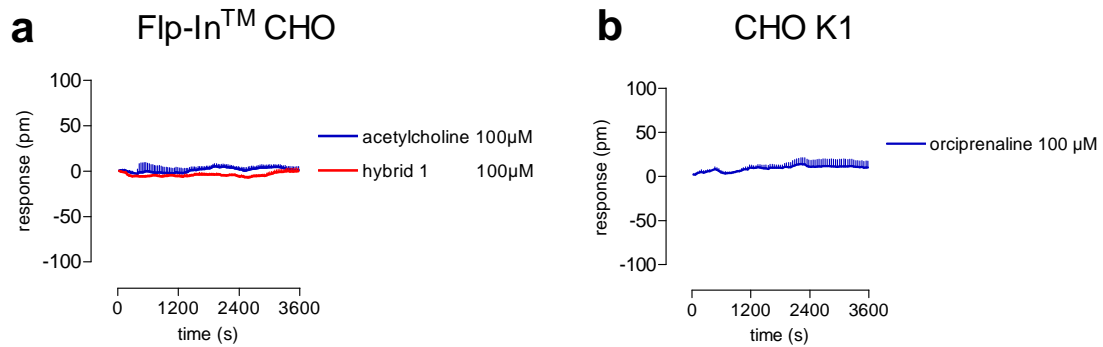 a Flp-In™ CHO
100
50
0
-50
-100
response (pm)
acetylcholine 100µM
hybrid 1 100µM
0 1200 2400 3600
time (s)
b CHO K1
100
50
0
-50
-100
response (pm)
orciprenaline 100 µM
0 1200 2400 3600
time (s)